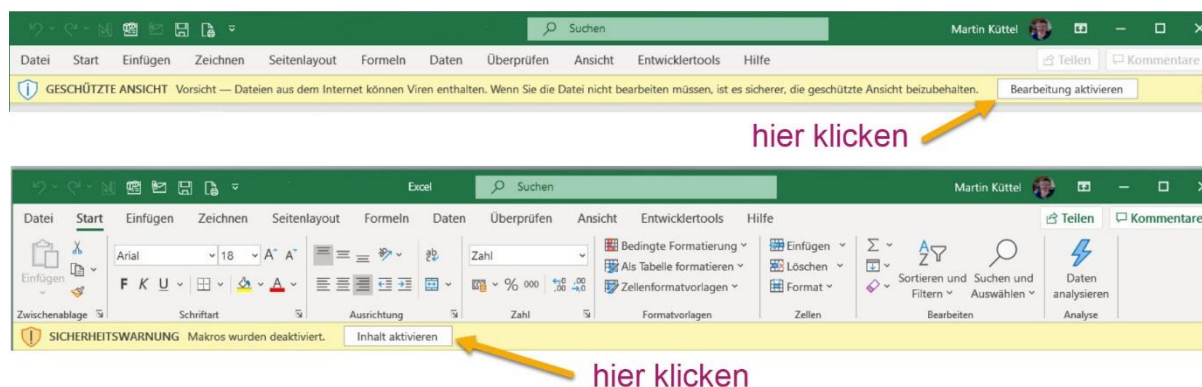 Suchen
Martin Küttel
Datei Start Einfügen Zeichnen Seitenlayout Formeln Daten Überprüfen Ansicht Entwicklertools Hilfe
Teilen Kommentare
GESCHÜTZTE ANSICHT Vorsicht — Dateien aus dem Internet können Viren enthalten. Wenn Sie die Datei nicht bearbeiten müssen, ist es sicherer, die geschützte Ansicht beizubehalten. Bearbeitung aktivieren
hier klicken
Excel Suchen Martin Küttel
Datei Start Einfügen Zeichnen Seitenlayout Formeln Daten Überprüfen Ansicht Entwicklertools Hilfe
Teilen Kommentare
Einfügen
Arial 18 A A
F K U A
ab
Zahl
% 000
Bedingte Formatierung
Als Tabelle formatieren
Zellenformatvorlagen
Einfügen
Löschen
Format
Sortieren und Filtern
Suchen und Auswählen
Daten analysieren
Zwischenablage Schriftart Ausrichtung Zahl Formatvorlagen Zellen Bearbeiten Analyse
SICHERHEITSWARNUNG Makros wurden deaktiviert. Inhalt aktivieren
hier klicken